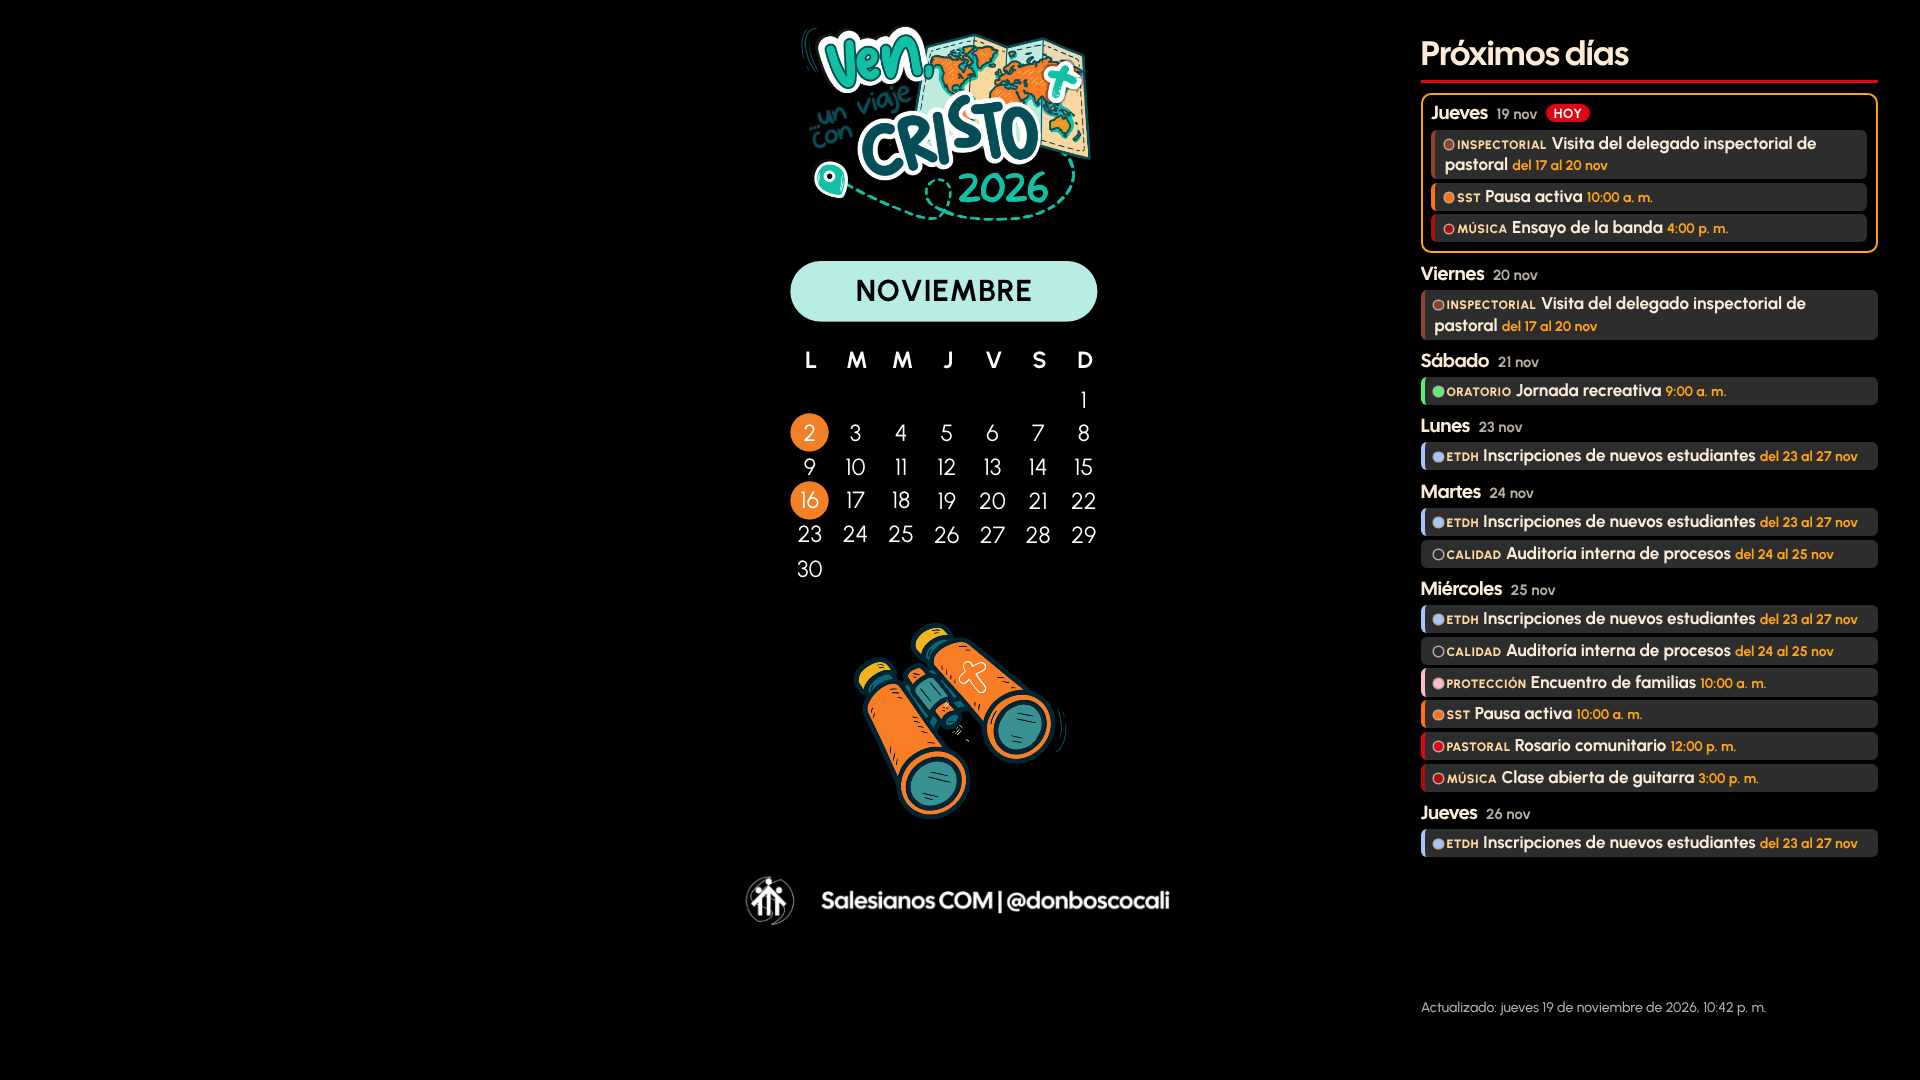 Ven,
...un viaje
con
CRISTO
2026
NOVIEMBRE
L M M J V S D
1
2 3 4 5 6 7 8
9 10 11 12 13 14 15
16 17 18 19 20 21 22
23 24 25 26 27 28 29
30
Salesianos COM | @donboscocali
Próximos días
Jueves 19 nov HOY
INSPECTORIAL Visita del delegado inspectorial de
pastoral del 17 al 20 nov
SST Pausa activa 10:00 a. m.
MÚSICA Ensayo de la banda 4:00 p. m.
Viernes 20 nov
INSPECTORIAL Visita del delegado inspectorial de
pastoral del 17 al 20 nov
Sábado 21 nov
ORATORIO Jornada recreativa 9:00 a. m.
Lunes 23 nov
ETDH Inscripciones de nuevos estudiantes del 23 al 27 nov
Martes 24 nov
ETDH Inscripciones de nuevos estudiantes del 23 al 27 nov
CALIDAD Auditoría interna de procesos del 24 al 25 nov
Miércoles 25 nov
ETDH Inscripciones de nuevos estudiantes del 23 al 27 nov
CALIDAD Auditoría interna de procesos del 24 al 25 nov
PROTECCIÓN Encuentro de familias 10:00 a. m.
SST Pausa activa 10:00 a. m.
PASTORAL Rosario comunitario 12:00 p. m.
MÚSICA Clase abierta de guitarra 3:00 p. m.
Jueves 26 nov
ETDH Inscripciones de nuevos estudiantes del 23 al 27 nov
Actualizado: jueves 19 de noviembre de 2026, 10:42 p. m.